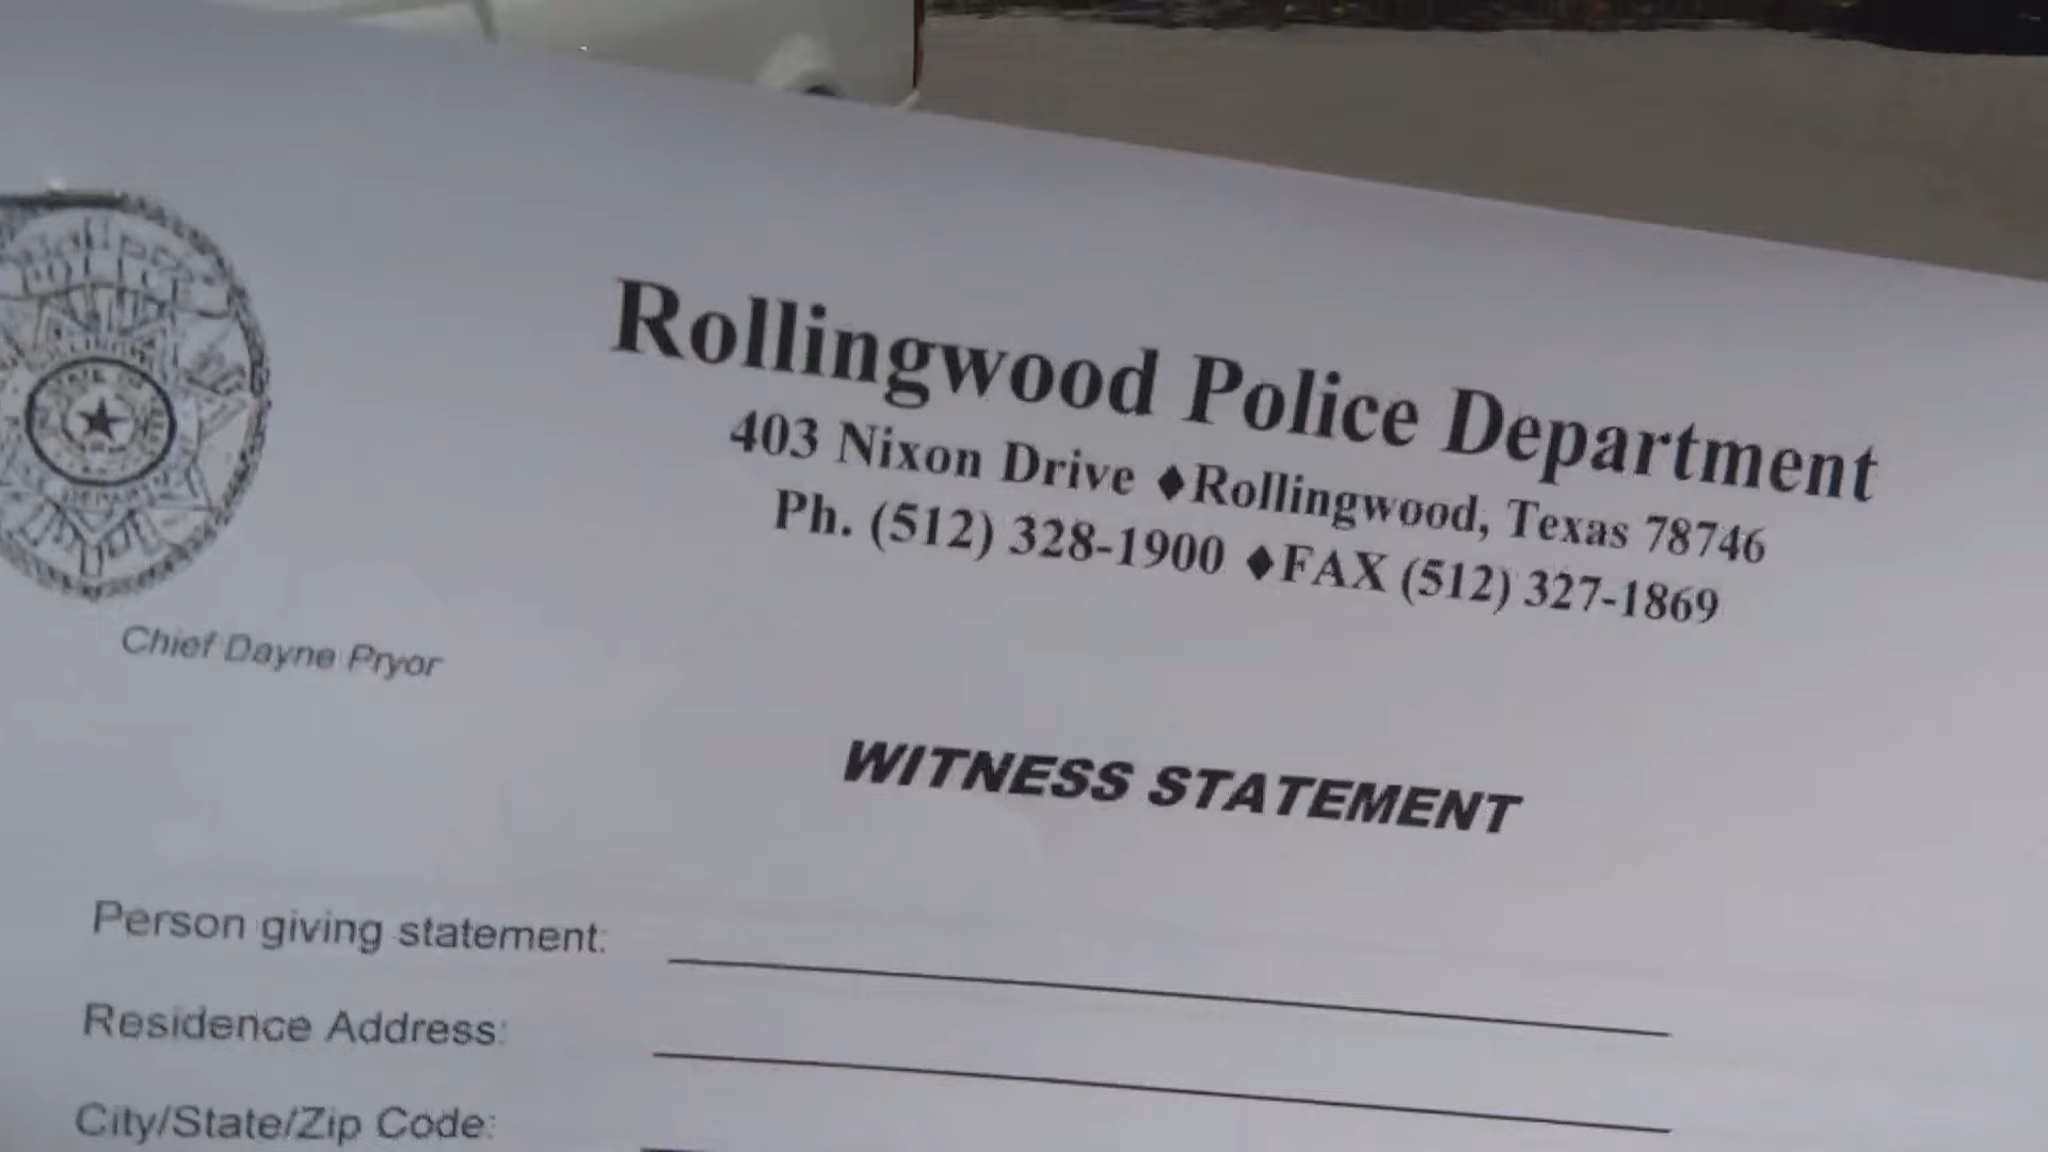 POLICE
Rollingwood Police Department
403 Nixon Drive ♦Rollingwood, Texas 78746
Ph. (512) 328-1900 ♦FAX (512) 327-1869
Chief Dayne Pryor
WITNESS STATEMENT
Person giving statement:
Residence Address:
City/State/Zip Code: